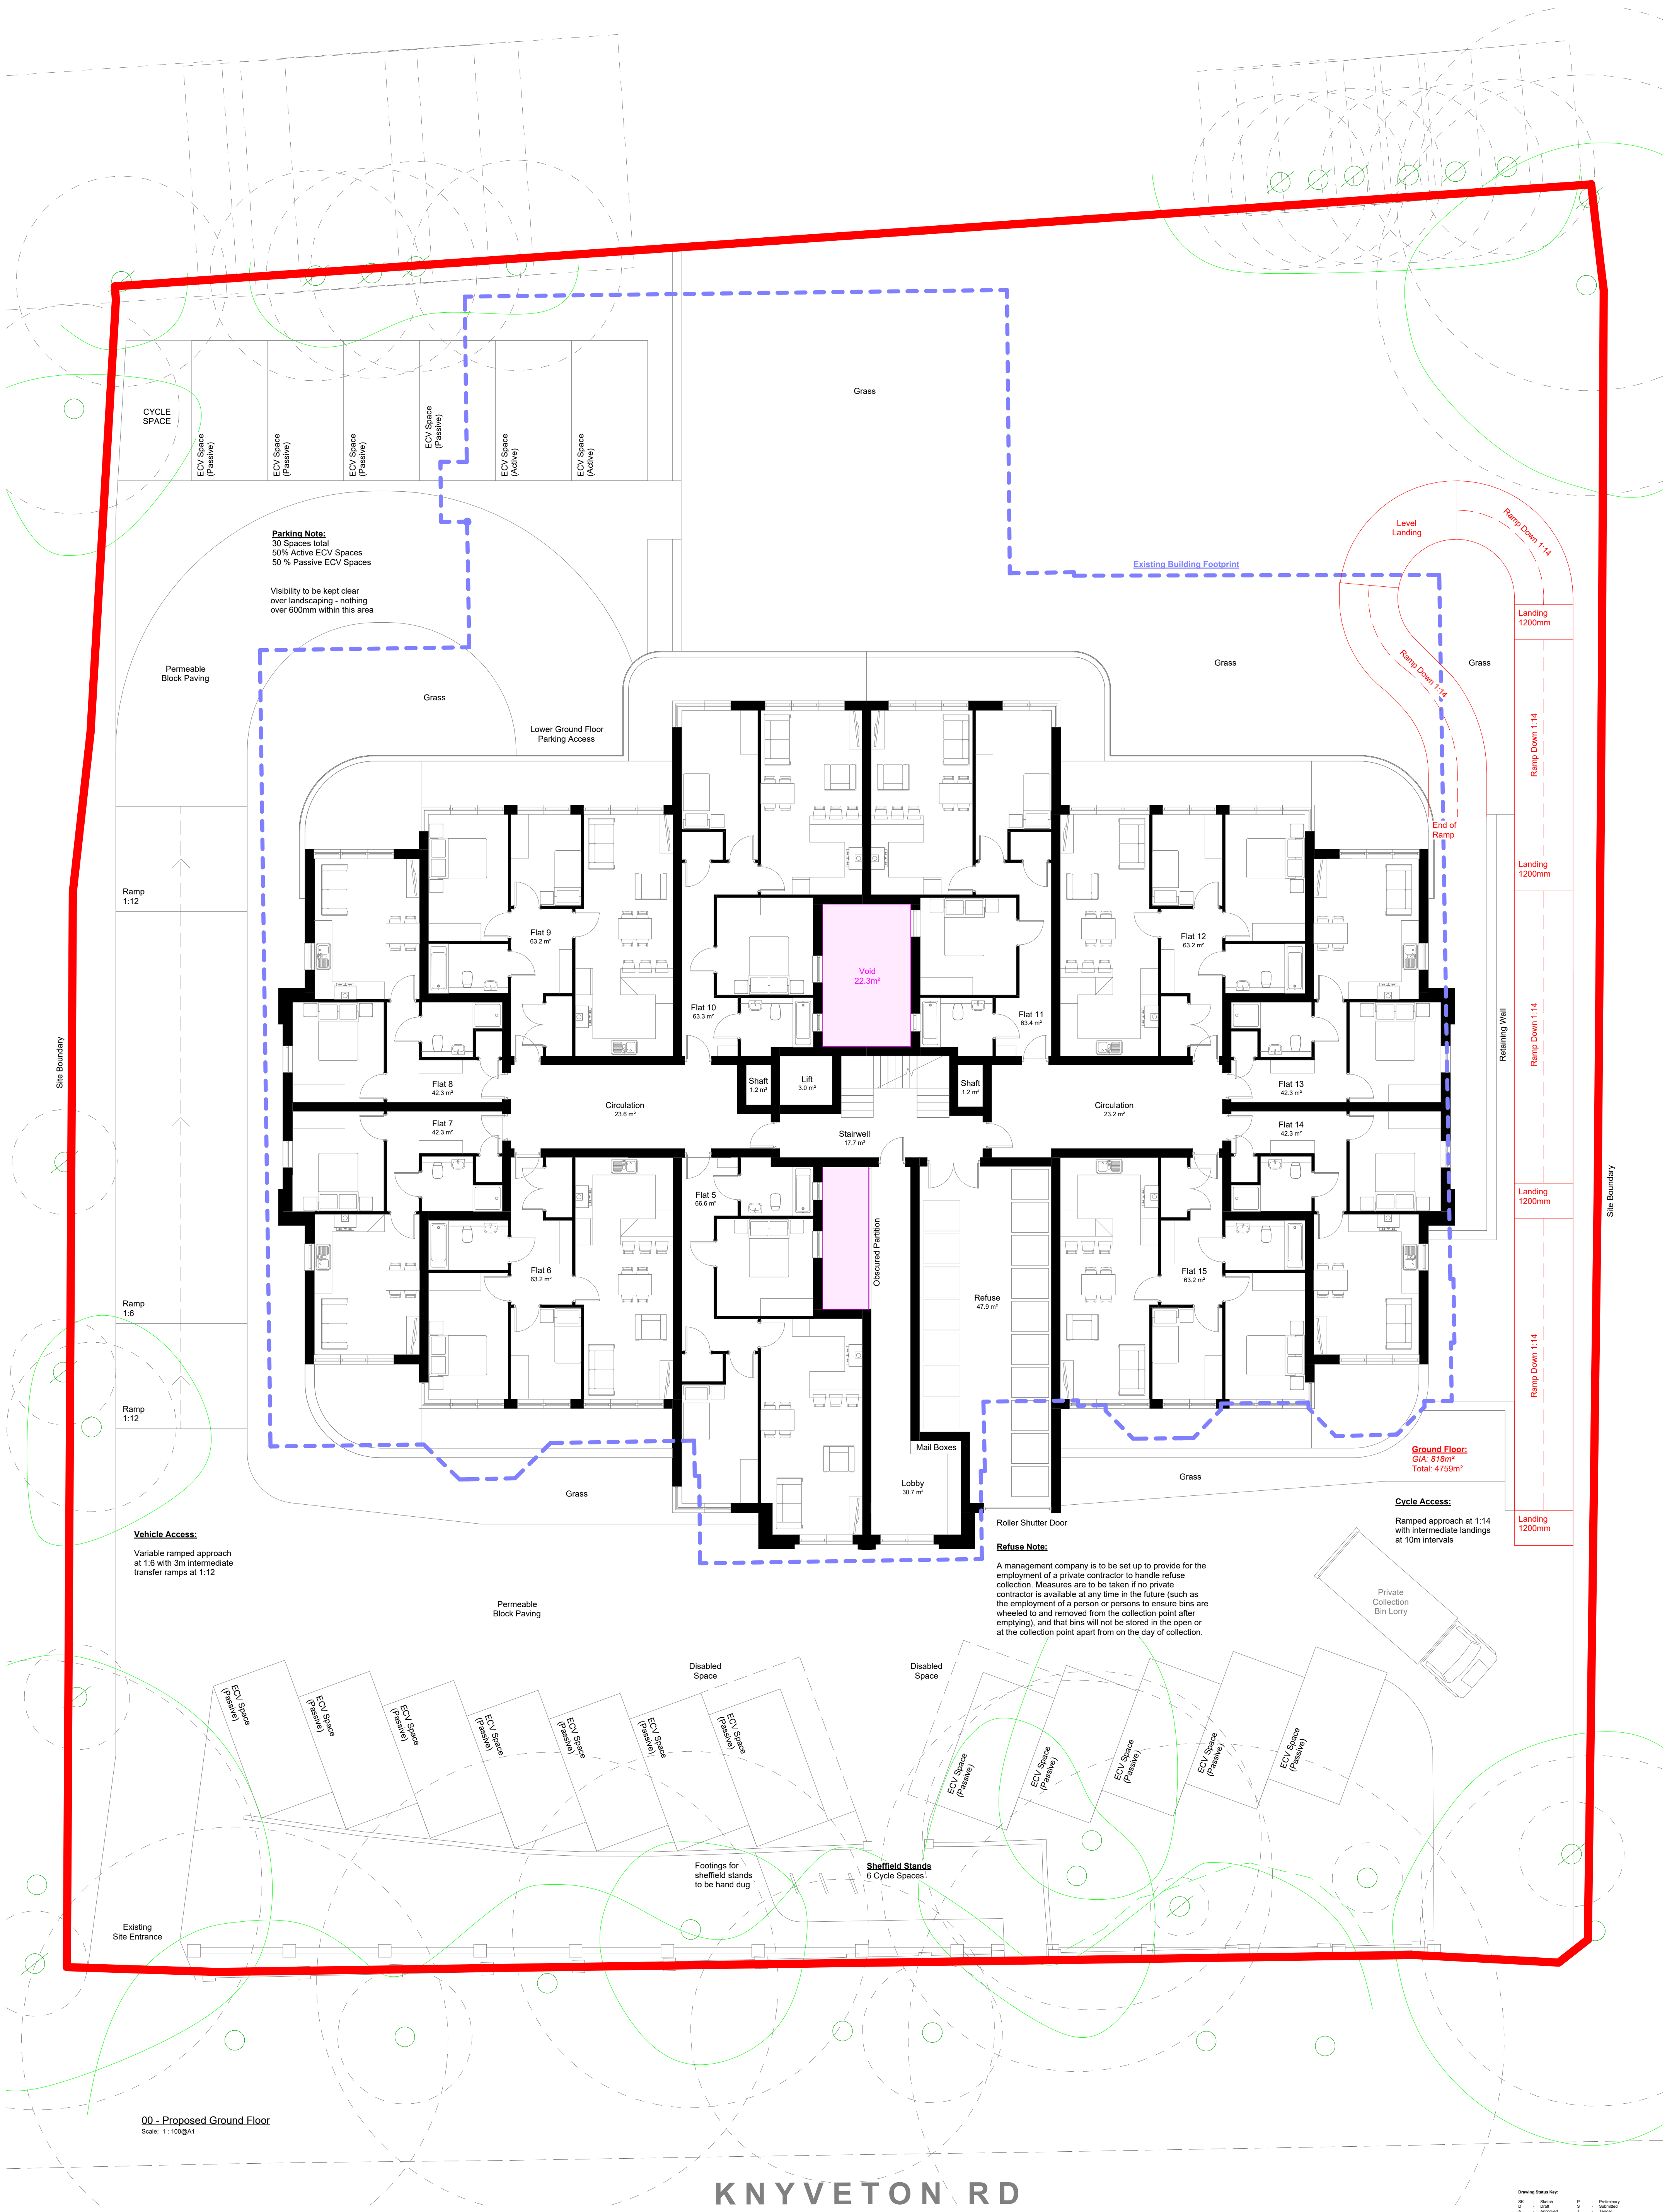 CYCLE
SPACE
ECV Space
(Passive)
ECV Space
(Passive)
ECV Space
(Passive)
ECV Space
(Passive)
ECV Space
(Active)
ECV Space
(Active)
Grass
Parking Note:
30 Spaces total
50% Active ECV Spaces
50 % Passive ECV Spaces
Visibility to be kept clear
over landscaping - nothing
over 600mm within this area
Existing Building Footprint
Level
Landing
Ramp Down 1:14
Landing
1200mm
Ramp Down 1:14
Permeable
Block Paving
Grass
Grass
Grass
Lower Ground Floor
Parking Access
Ramp Down 1:14
End of
Ramp
Landing
1200mm
Ramp
1:12
Flat 9
63.2 m²
Flat 12
63.2 m²
Void
22.3m²
Flat 10
63.3 m²
Flat 11
63.4 m²
Site Boundary
Retaining Wall
Ramp Down 1:14
Flat 8
42.3 m²
Shaft
1.2 m²
Lift
3.0 m²
Shaft
1.2 m²
Flat 13
42.3 m²
Circulation
23.6 m²
Circulation
23.2 m²
Flat 7
42.3 m²
Stairwell
17.7 m²
Flat 14
42.3 m²
Landing
1200mm
Site Boundary
Flat 5
66.6 m²
Obscured Partition
Flat 6
63.2 m²
Flat 15
63.2 m²
Refuse
47.9 m²
Ramp
1:6
Ramp Down 1:14
Ramp
1:12
Mail Boxes
Ground Floor:
GIA: 818m²
Total: 4759m²
Lobby
30.7 m²
Grass
Grass
Roller Shutter Door
Cycle Access:
Ramped approach at 1:14
with intermediate landings
at 10m intervals
Landing
1200mm
Vehicle Access:
Variable ramped approach
at 1:6 with 3m intermediate
transfer ramps at 1:12
Refuse Note:
A management company is to be set up to provide for the
employment of a private contractor to handle refuse
collection. Measures are to be taken if no private
contractor is available at any time in the future (such as
the employment of a person or persons to ensure bins are
wheeled to and removed from the collection point after
emptying), and that bins will not be stored in the open or
at the collection point apart from on the day of collection.
Permeable
Block Paving
Private
Collection
Bin Lorry
Disabled
Space
Disabled
Space
ECV Space
(Passive)
ECV Space
(Passive)
ECV Space
(Passive)
ECV Space
(Passive)
ECV Space
(Passive)
ECV Space
(Passive)
ECV Space
(Passive)
ECV Space
(Passive)
ECV Space
(Passive)
ECV Space
(Passive)
ECV Space
(Passive)
ECV Space
(Passive)
Footings for
sheffield stands
to be hand dug
Sheffield Stands
6 Cycle Spaces
Existing
Site Entrance
00 - Proposed Ground Floor
Scale: 1 : 100@A1
KNYVETON RD
Drawing Status Key:
SK - Sketch P - Preliminary
D - Draft S - Submitted